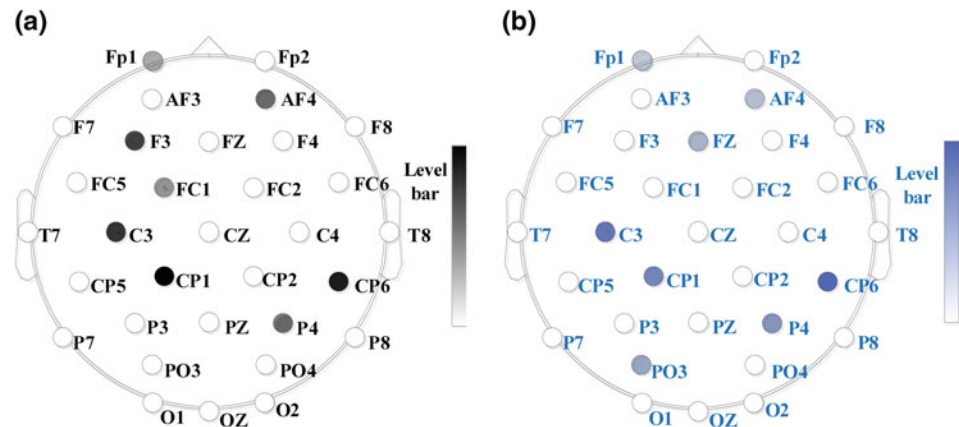 (a)
Fp1 Fp2
AF3 AF4
F7 F8
F3 FZ F4
Level
bar
FC5 FC1 FC2 FC6
T7 C3 CZ C4 T8
CP5 CP1 CP2 CP6
P3 PZ P4
P7 P8
PO3 PO4
O1 OZ O2
(b)
Fp1 Fp2
AF3 AF4
F7 F8
F3 FZ F4
Level
bar
FC5 FC1 FC2 FC6
T7 C3 CZ C4 T8
CP5 CP1 CP2 CP6
P3 PZ P4
P7 P8
PO3 PO4
O1 OZ O2